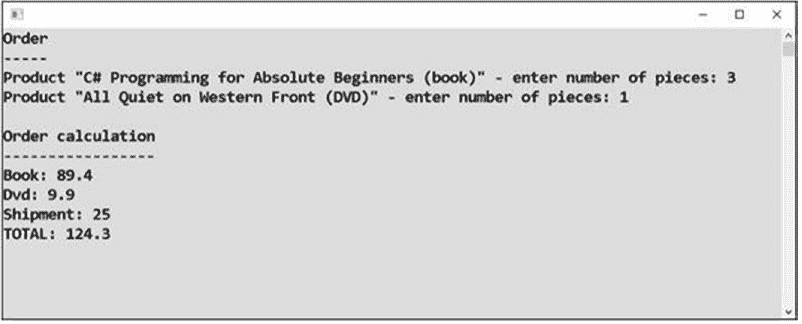 Order
-----
Product "C# Programming for Absolute Beginners (book)" - enter number of pieces: 3
Product "All Quiet on Western Front (DVD)" - enter number of pieces: 1
Order calculation
-----------------
Book: 89.4
Dvd: 9.9
Shipment: 25
TOTAL: 124.3